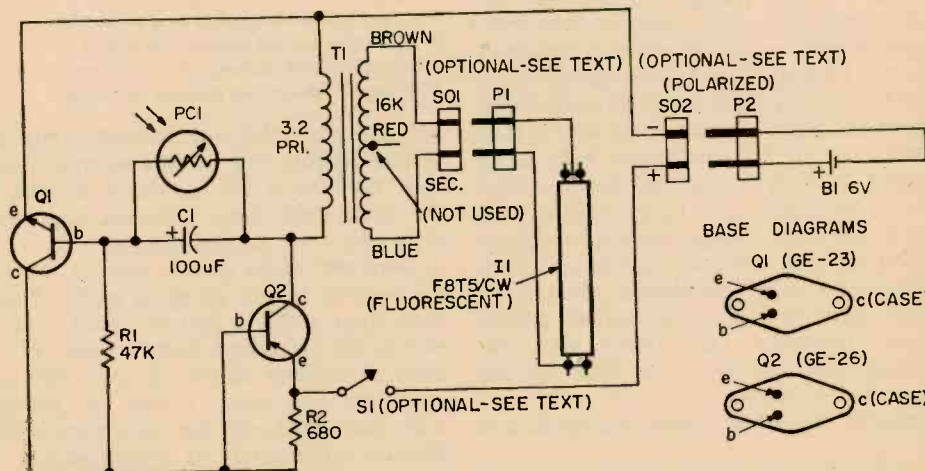 BROWN
T1
(OPTIONAL-SEE TEXT)
(OPTIONAL-SEE TEXT)
(POLARIZED)
SO1
P1
SO2
P2
PC1
16K
RED
3.2
PRI.
SEC.
(NOT USED)
BLUE
-
+
+
B1 6V
Q1
e
b
c
+
C1
100uF
BASE DIAGRAMS
Q1 (GE-23)
e
b
c(CASE)
I1
F8T5/CW
(FLUORESCENT)
Q2
c
b
e
R1
47K
Q2 (GE-26)
e
b
c(CASE)
S1(OPTIONAL-SEE TEXT)
R2
680